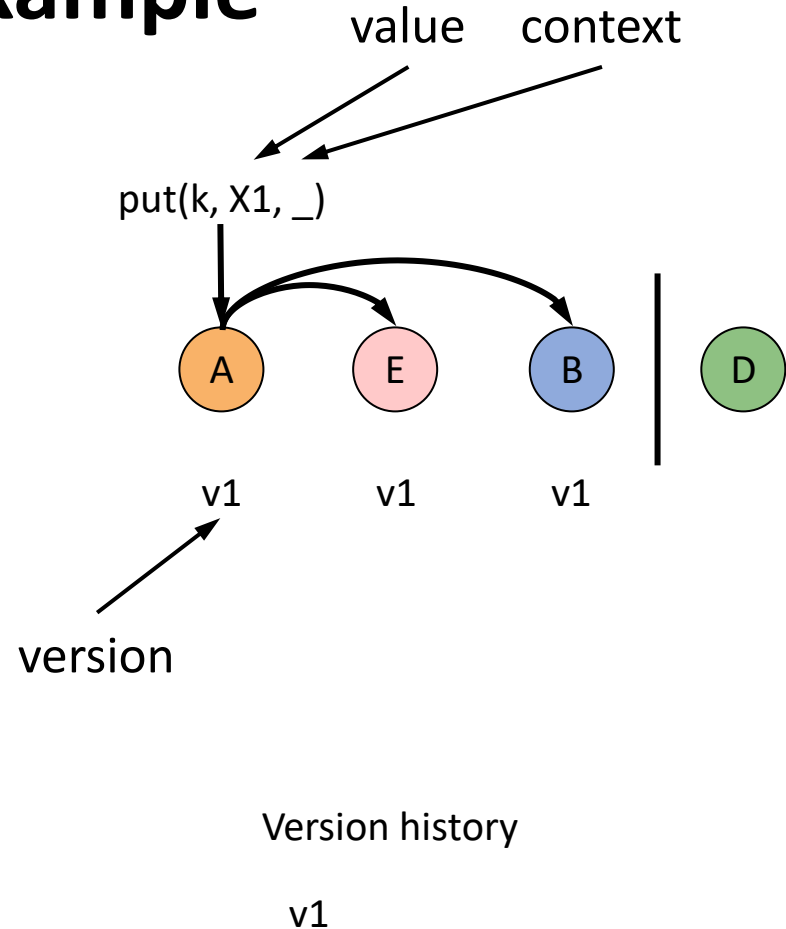 value context
put(k, X1, _)
A E B D
v1 v1 v1
version
Version history
v1